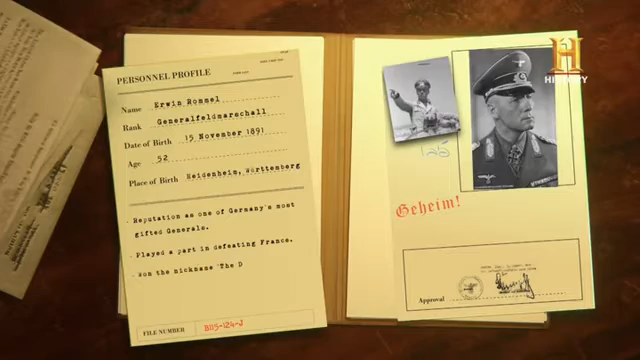 PERSONNEL PROFILE
Name Erwin Rommel
Rank Generalfeldmarschall
Date of Birth 15 November 1891
Age 52
Place of Birth Heidenheim, Württemberg
- Reputation as one of Germany's most
gifted Generals.
- Played a part in defeating France.
- Won the nickname 'The D
FILE NUMBER B115-124-J
H
HISTORY
Geheim!
Approval